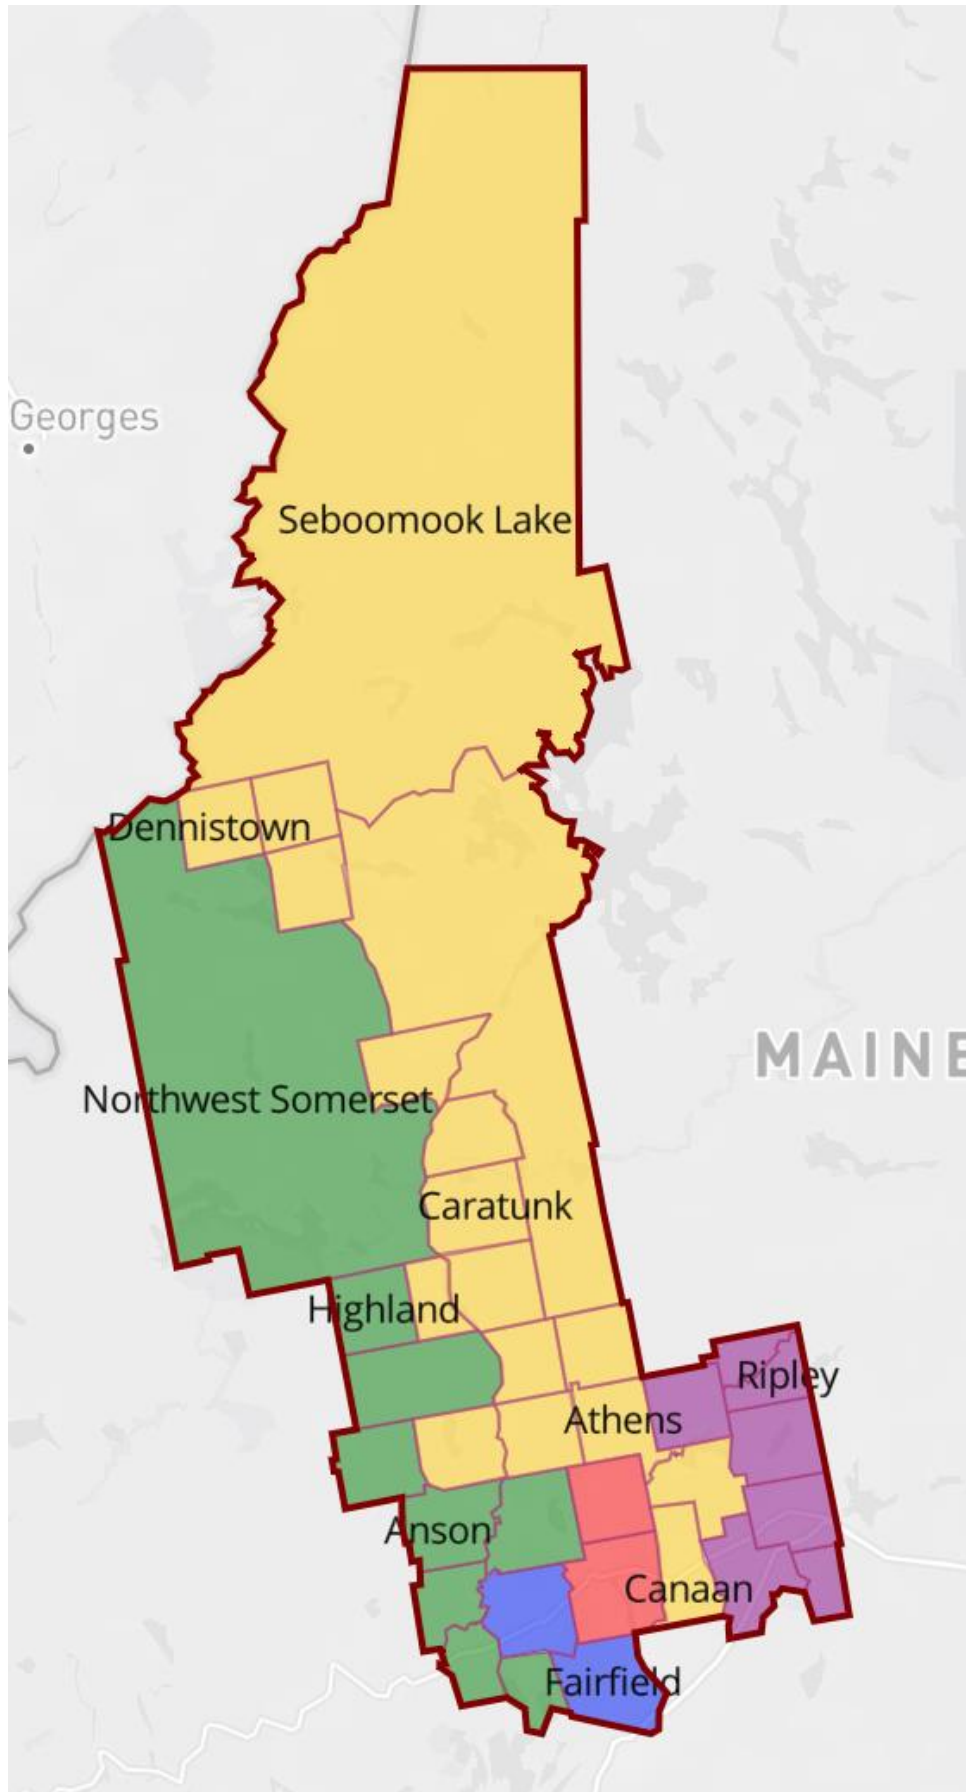 Georges
Seboomook Lake
Dennistown
MAINE
Northwest Somerset
Caratunk
Highland
Ripley
Athens
Anson
Canaan
Fairfield